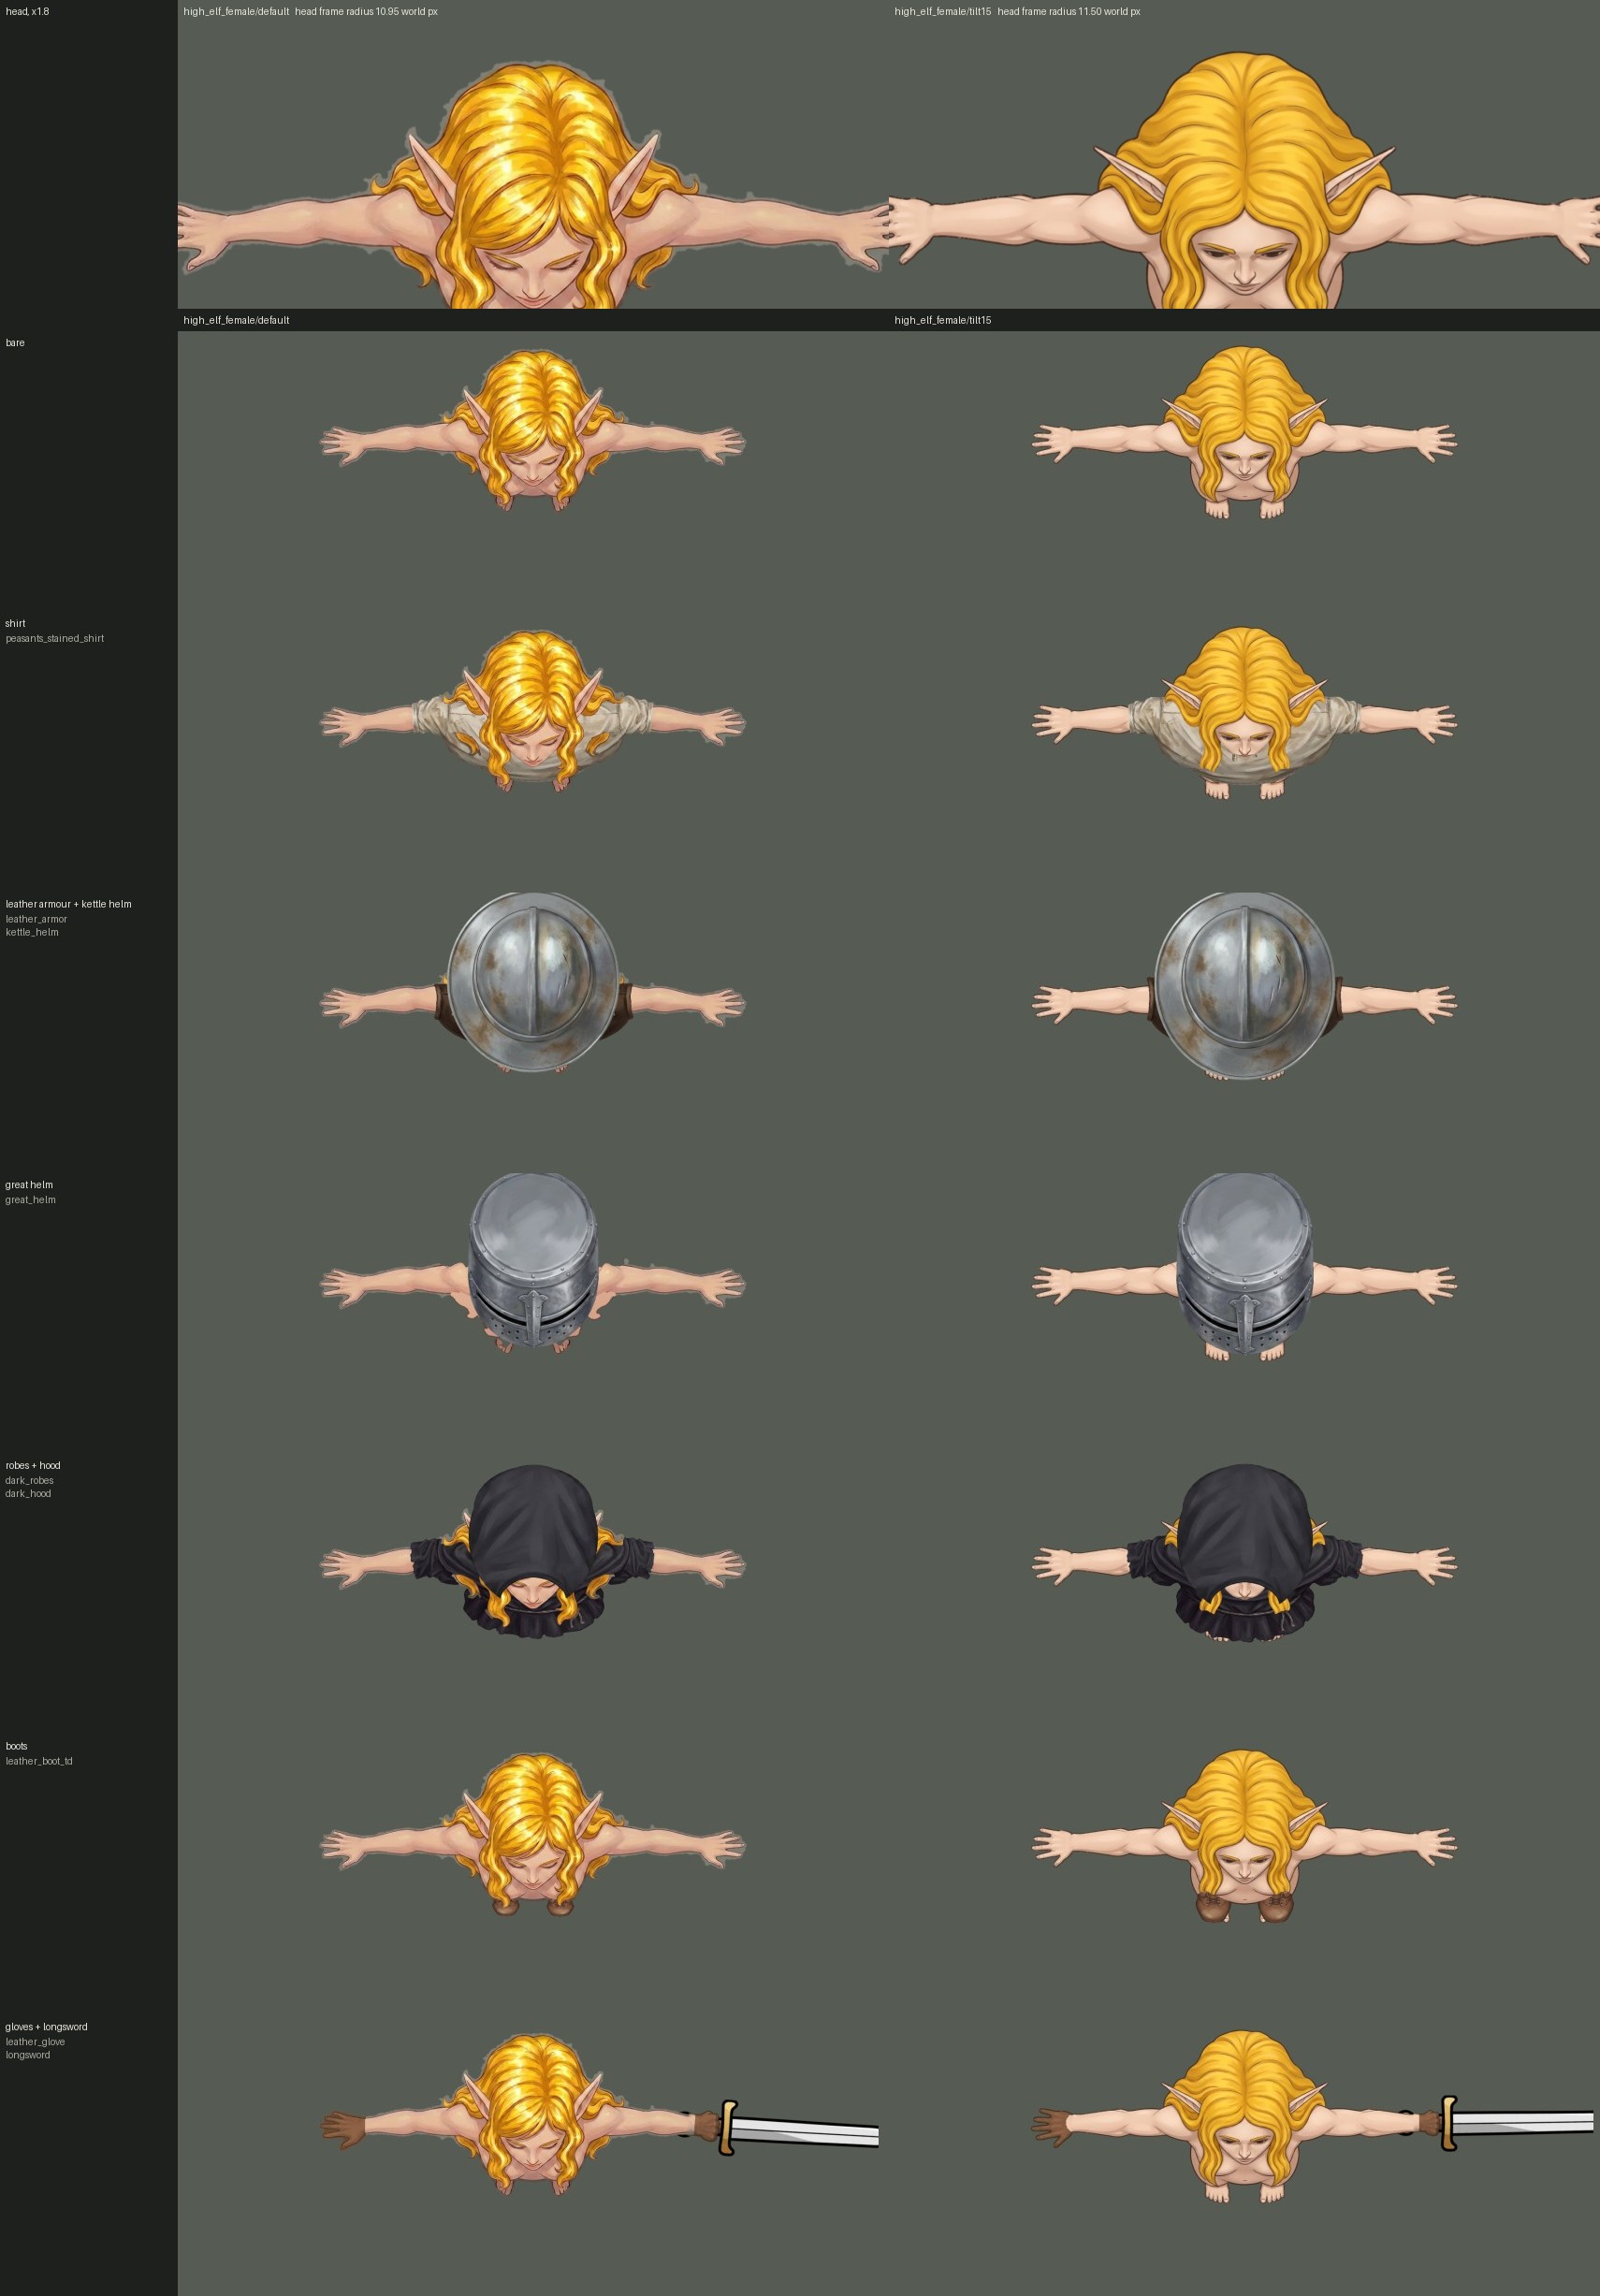 head, x1.8
high_elf_female/default head frame radius 10.95 world px
high_elf_female/tilt15 head frame radius 11.50 world px
high_elf_female/default
high_elf_female/tilt15
bare
shirt
peasants_stained_shirt
leather armour + kettle helm
leather_armor
kettle_helm
great helm
great_helm
robes + hood
dark_robes
dark_hood
boots
leather_boot_td
gloves + longsword
leather_glove
longsword